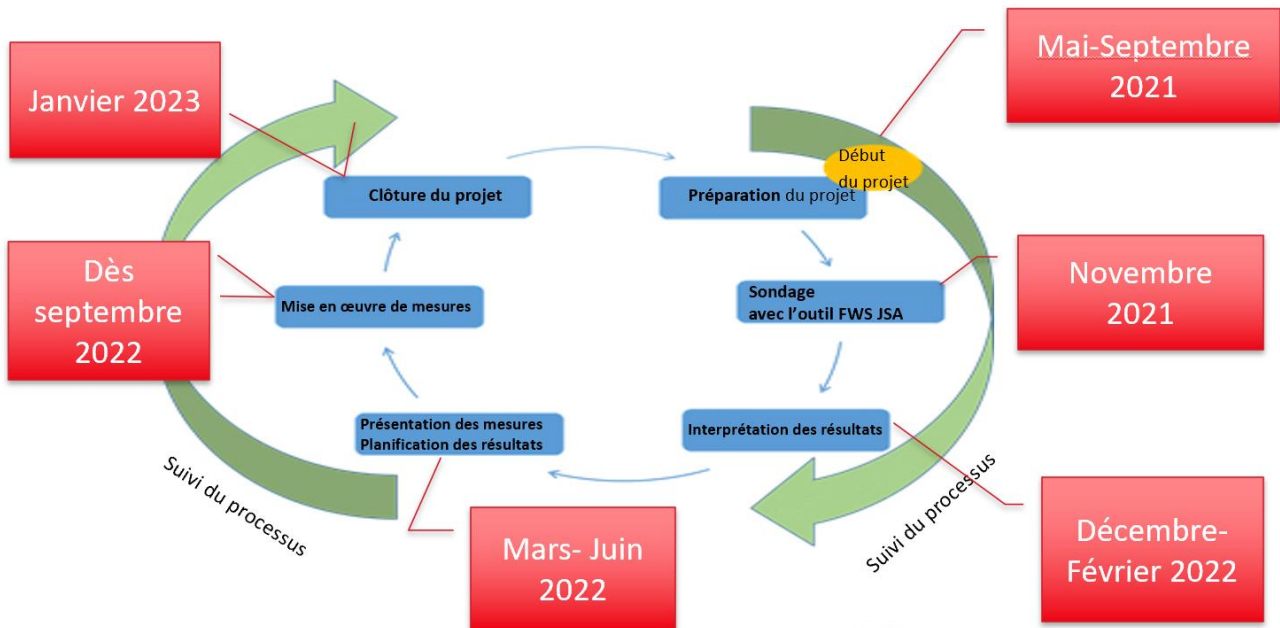 Mai-Septembre
2021
Janvier 2023
Début
du projet
Clôture du projet
Préparation du projet
Dès
septembre
2022
Mise en œuvre de mesures
Sondage
avec l’outil FWS JSA
Novembre
2021
Présentation des mesures
Planification des résultats
Interprétation des résultats
Suivi du processus
Suivi du processus
Mars- Juin
2022
Décembre-
Février 2022